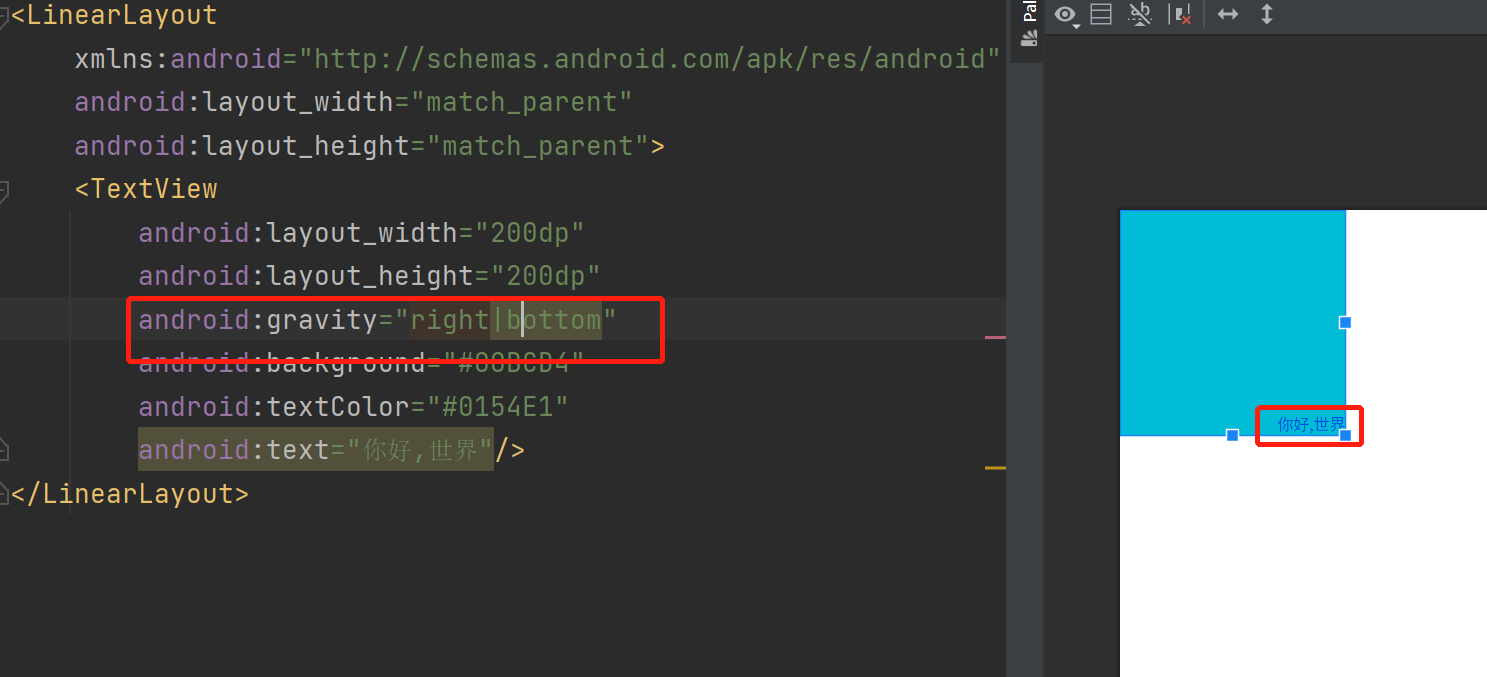 <LinearLayout
xmlns:android="http://schemas.android.com/apk/res/android"
android:layout_width="match_parent"
android:layout_height="match_parent">
<TextView
android:layout_width="200dp"
android:layout_height="200dp"
android:gravity="right|bottom"
android:background="#00BCD4"
android:textColor="#0154E1"
android:text="你好,世界"/>
</LinearLayout>
Pal
你好,世界